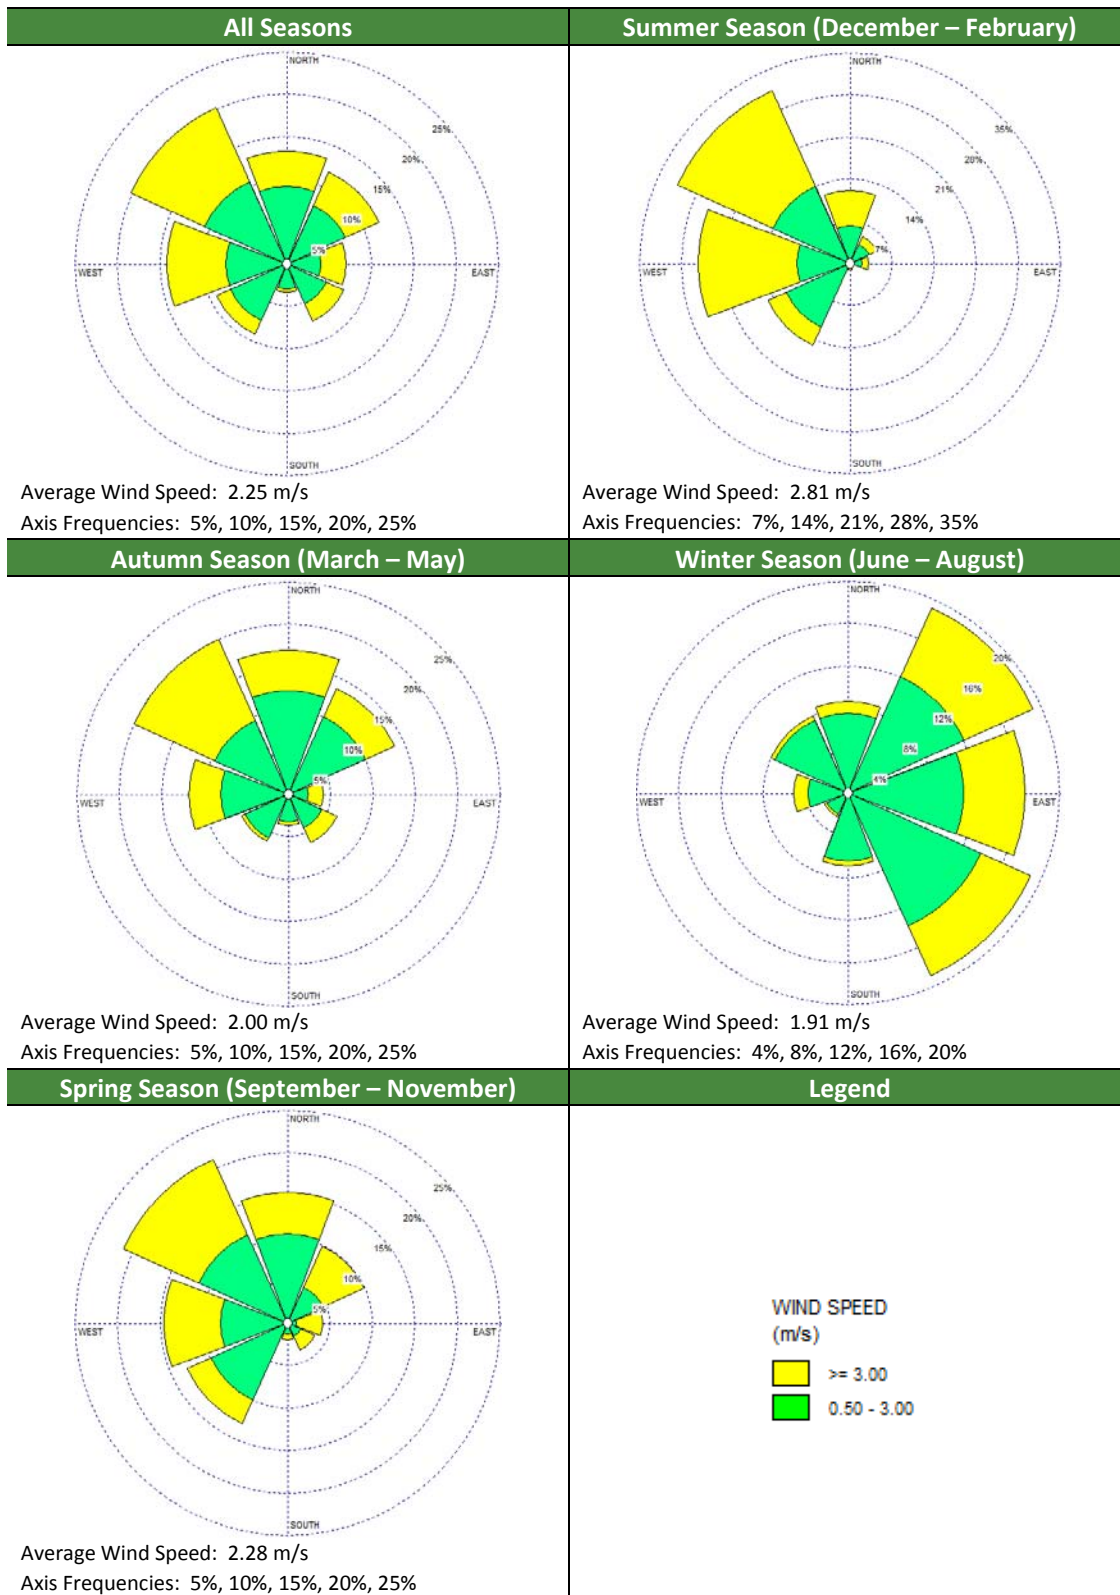 All Seasons
Summer Season (December – February)
NORTH
25%
20%
15%
10%
5%
WEST
EAST
SOUTH
Average Wind Speed:  2.25 m/s
Axis Frequencies:  5%, 10%, 15%, 20%, 25%
NORTH
35%
28%
21%
14%
7%
WEST
EAST
SOUTH
Average Wind Speed:  2.81 m/s
Axis Frequencies:  7%, 14%, 21%, 28%, 35%
Autumn Season (March – May)
Winter Season (June – August)
NORTH
25%
20%
15%
10%
5%
WEST
EAST
SOUTH
Average Wind Speed:  2.00 m/s
Axis Frequencies:  5%, 10%, 15%, 20%, 25%
NORTH
20%
16%
12%
8%
4%
WEST
EAST
SOUTH
Average Wind Speed:  1.91 m/s
Axis Frequencies:  4%, 8%, 12%, 16%, 20%
Spring Season (September – November)
Legend
NORTH
25%
20%
15%
10%
5%
WEST
EAST
SOUTH
Average Wind Speed:  2.28 m/s
Axis Frequencies:  5%, 10%, 15%, 20%, 25%
WIND SPEED
(m/s)
>= 3.00
0.50 - 3.00